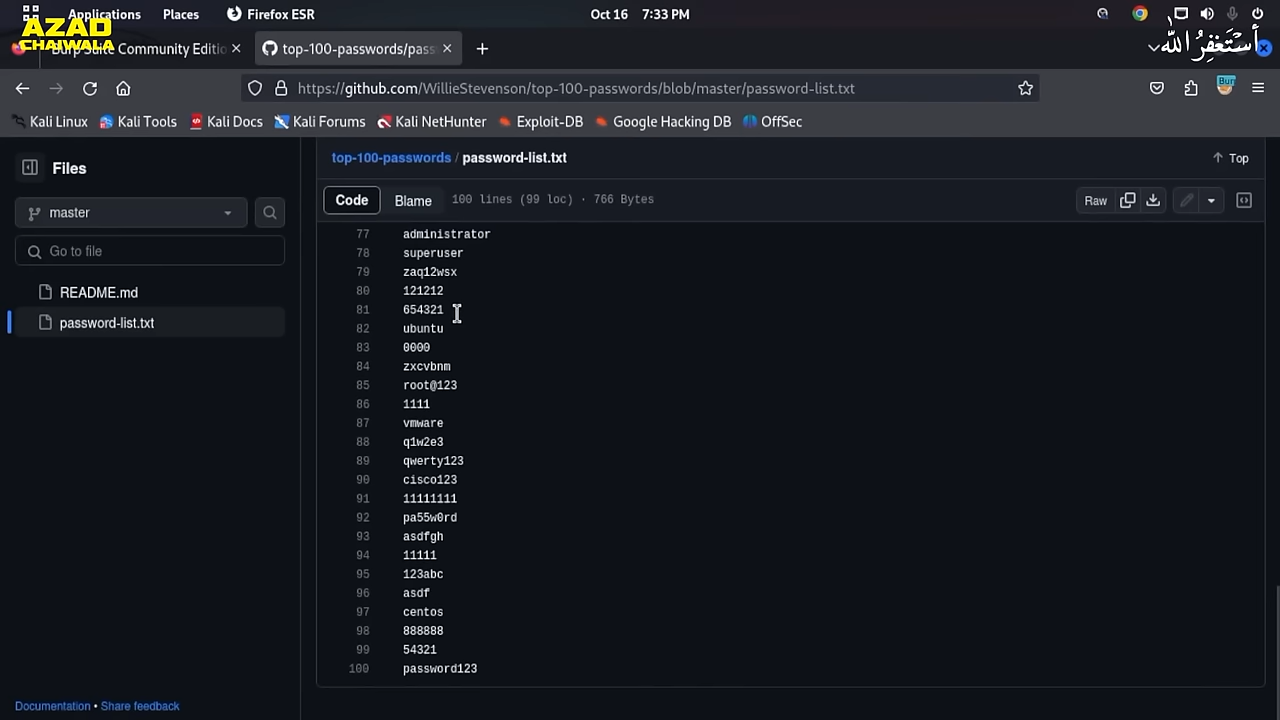 Applications Places Firefox ESR Oct 16 7:33 PM
AZAD
CHAIWALA
أستغفر الله
Burp Suite Community Editio top-100-passwords/pas
https://github.com/WillieStevenson/top-100-passwords/blob/master/password-list.txt
Bur
Kali Linux Kali Tools Kali Docs Kali Forums Kali NetHunter Exploit-DB Google Hacking DB OffSec
Files
top-100-passwords / password-list.txt Top
master
Code Blame 100 lines (99 loc) · 766 Bytes Raw
Go to file
README.md
password-list.txt
77 administrator
78 superuser
79 zaq12wsx
80 121212
81 654321
82 ubuntu
83 0000
84 zxcvbnm
85 root@123
86 1111
87 vmware
88 q1w2e3
89 qwerty123
90 cisco123
91 11111111
92 pa55w0rd
93 asdfgh
94 11111
95 123abc
96 asdf
97 centos
98 888888
99 54321
100 password123
Documentation • Share feedback